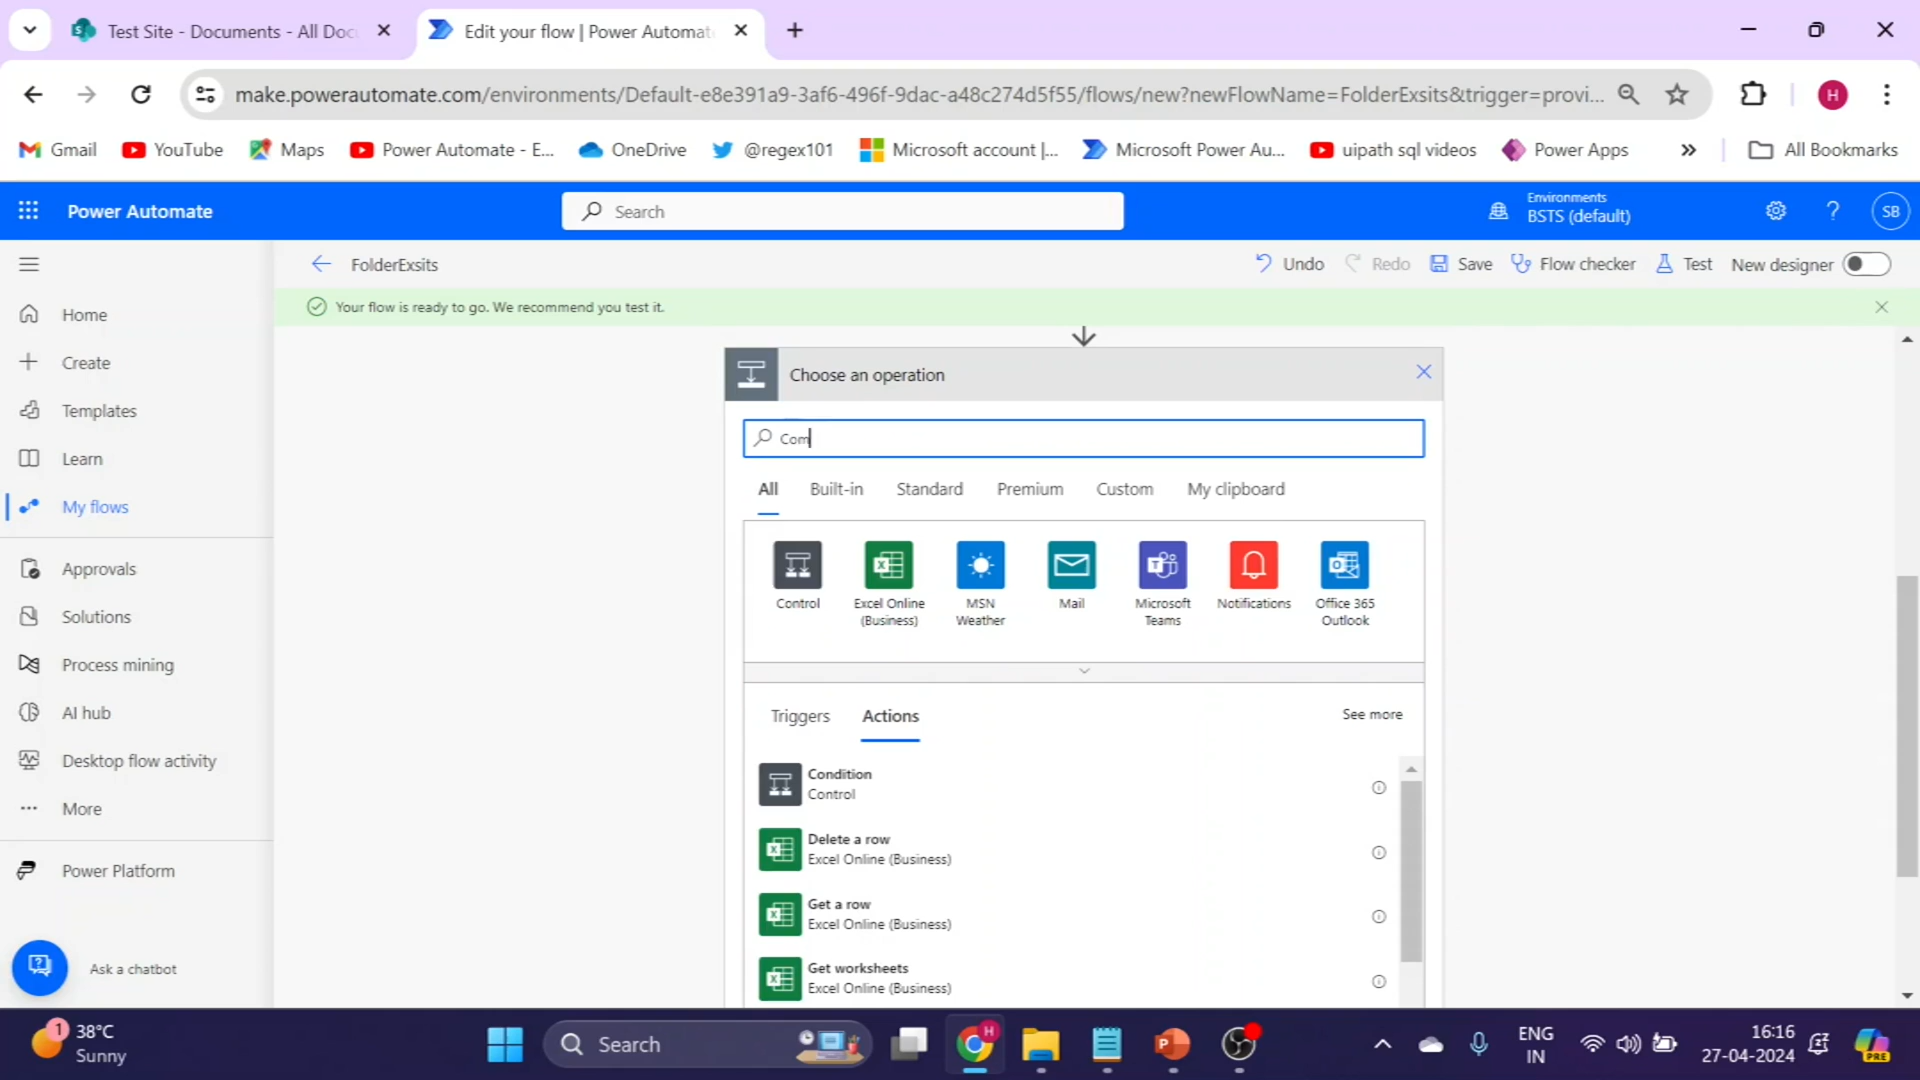 Test Site - Documents - All Doc
Edit your flow | Power Automat
make.powerautomate.com/environments/Default-e8e391a9-3af6-496f-9dac-a48c274d5f55/flows/new?newFlowName=FolderExsits&trigger=provi...
H
Gmail
YouTube
Maps
Power Automate - E...
OneDrive
@regex101
Microsoft account |...
Microsoft Power Au...
uipath sql videos
Power Apps
All Bookmarks
Power Automate
Search
Environments
BSTS (default)
SB
FolderExsits
Undo
Redo
Save
Flow checker
Test
New designer
Your flow is ready to go. We recommend you test it.
Home
Create
Templates
Learn
My flows
Approvals
Solutions
Process mining
AI hub
Desktop flow activity
More
Power Platform
Ask a chatbot
Choose an operation
Com
All
Built-in
Standard
Premium
Custom
My clipboard
Control
Excel Online
(Business)
MSN
Weather
Mail
Microsoft
Teams
Notifications
Office 365
Outlook
Triggers
Actions
See more
Condition
Control
Delete a row
Excel Online (Business)
Get a row
Excel Online (Business)
Get worksheets
Excel Online (Business)
1
38°C
Sunny
Search
H
ENG
IN
16:16
27-04-2024
PRE